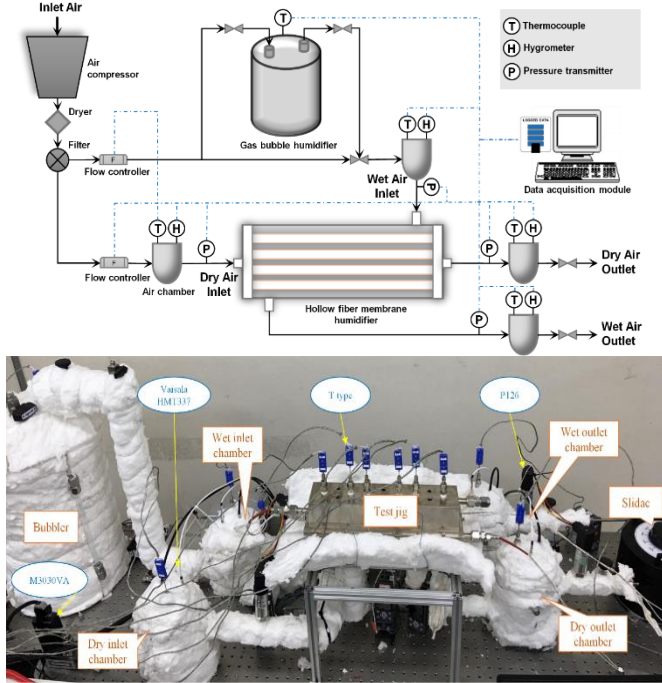 Inlet Air
Air
compressor
Dryer
Filter
F
Flow controller
T
Gas bubble humidifier
T
Thermocouple
H
Hygrometer
P
Pressure transmitter
LOGGED DATA
Data acquisition module
T
H
Wet Air
Inlet
P
F
Flow controller
T
H
Air chamber
P
Dry Air
Inlet
Hollow fiber membrane
humidifier
P
T
H
Dry Air
Outlet
P
T
H
Wet Air
Outlet
Vaisala
HMT337
T type
P126
Wet inlet
chamber
Wet outlet
chamber
Bubbler
Test jig
Slidac
M3030VA
Dry inlet
chamber
Dry outlet
chamber